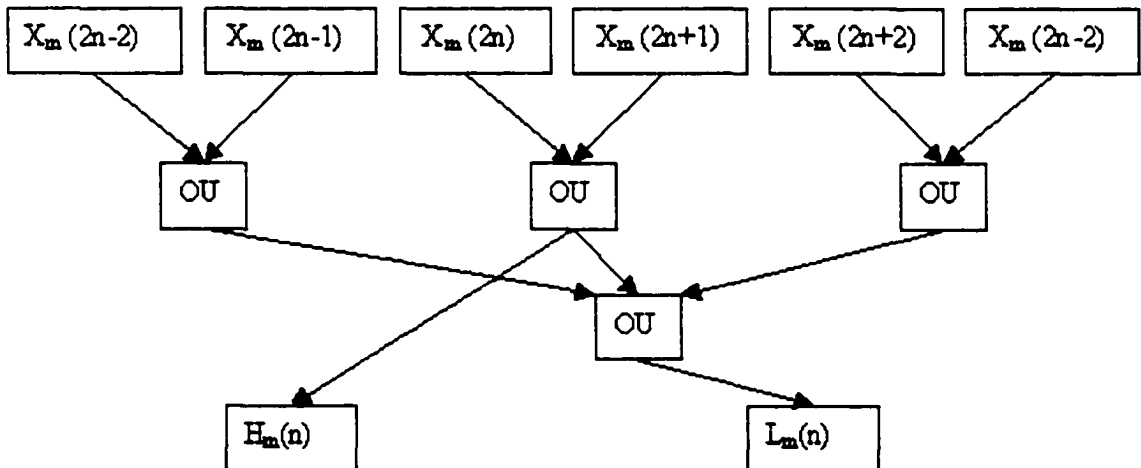 Xm (2n-2)
Xm (2n-1)
Xm (2n)
Xm (2n+1)
Xm (2n+2)
Xm (2n-2)
OU
OU
OU
OU
Hm(n)
Lm(n)